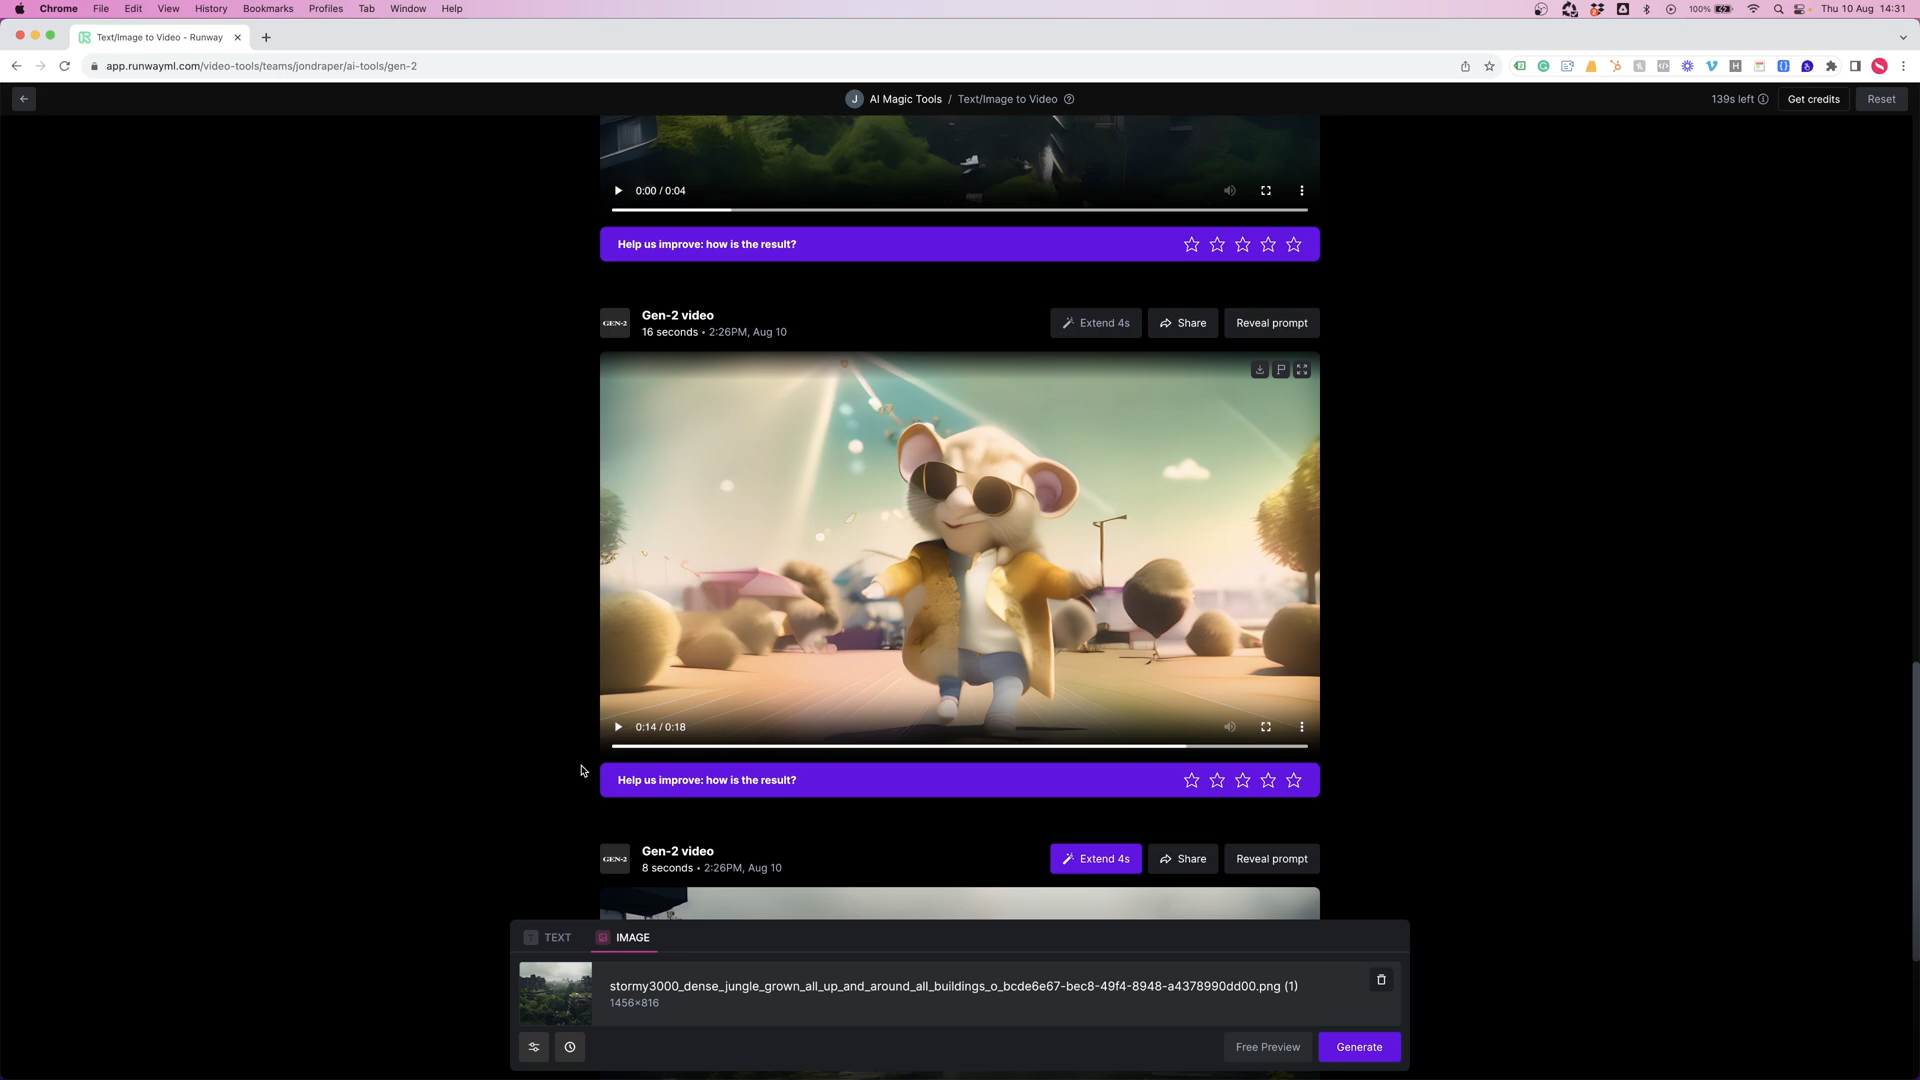 Chrome File Edit View History Bookmarks Profiles Tab Window Help
100% Thu 10 Aug 14:31
Text/Image to Video - Runway
app.runwayml.com/video-tools/teams/jondraper/ai-tools/gen-2
J AI Magic Tools / Text/Image to Video
139s left Get credits Reset
0:00 / 0:04
Help us improve: how is the result?
GEN-2
Gen-2 video
16 seconds • 2:26PM, Aug 10
Extend 4s Share Reveal prompt
0:14 / 0:18
Help us improve: how is the result?
GEN-2
Gen-2 video
8 seconds • 2:26PM, Aug 10
Extend 4s Share Reveal prompt
T TEXT IMAGE
stormy3000_dense_jungle_grown_all_up_and_around_all_buildings_o_bcde6e67-bec8-49f4-8948-a4378990dd00.png (1)
1456×816
Free Preview Generate